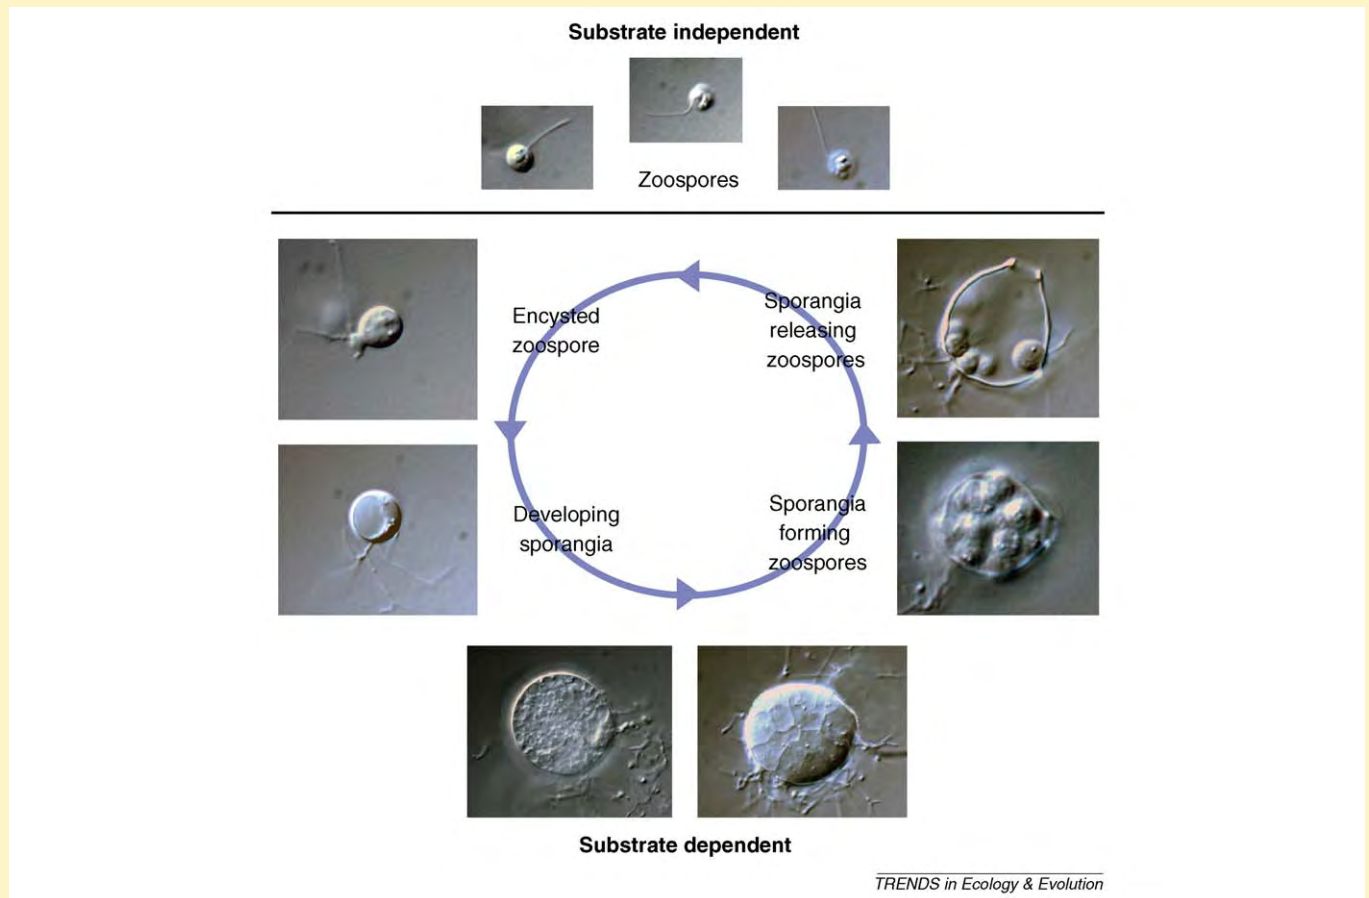 Substrate independent
Zoospores
Encysted
zoospore
Sporangia
releasing
zoospores
Developing
sporangia
Sporangia
forming
zoospores
Substrate dependent
TRENDS in Ecology & Evolution